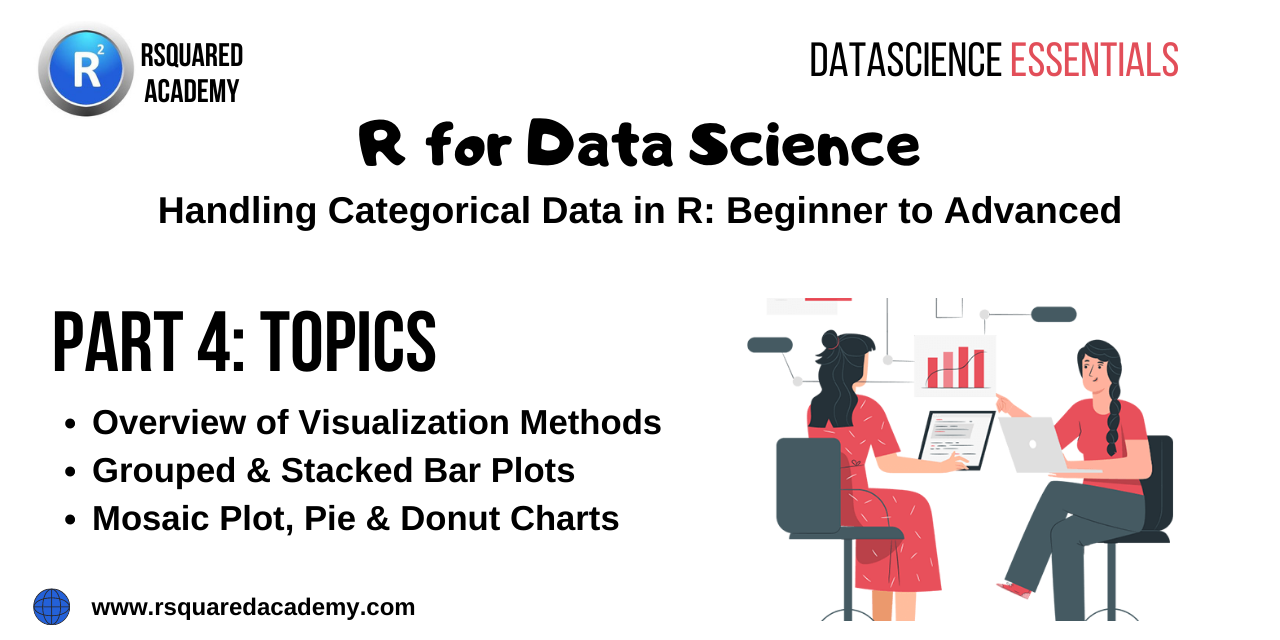 R2
RSQUARED
ACADEMY
DATASCIENCE ESSENTIALS
R for Data Science
Handling Categorical Data in R: Beginner to Advanced
PART 4: TOPICS
• Overview of Visualization Methods
• Grouped & Stacked Bar Plots
• Mosaic Plot, Pie & Donut Charts
www.rsquaredacademy.com